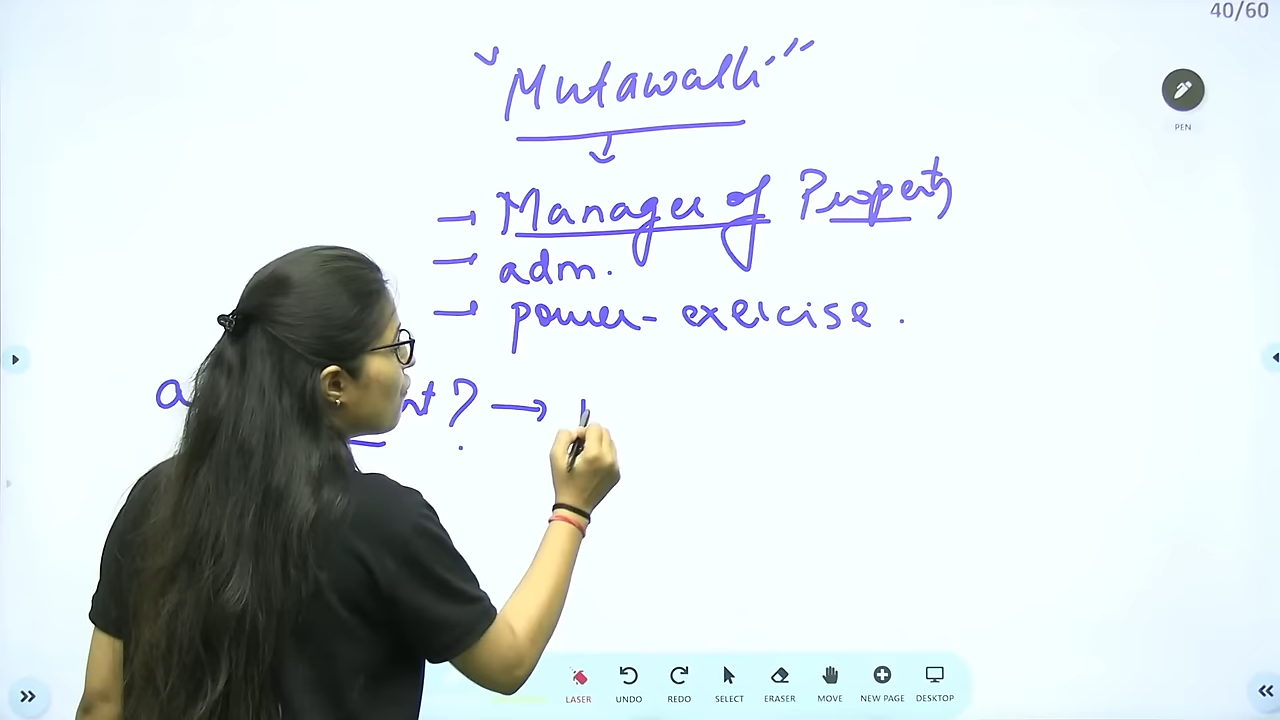 40/60
"Mutawalli"
PEN
→ Manager of Property
→ adm.
→ power-exercise.
? →
LASER UNDO REDO SELECT ERASER MOVE NEW PAGE DESKTOP